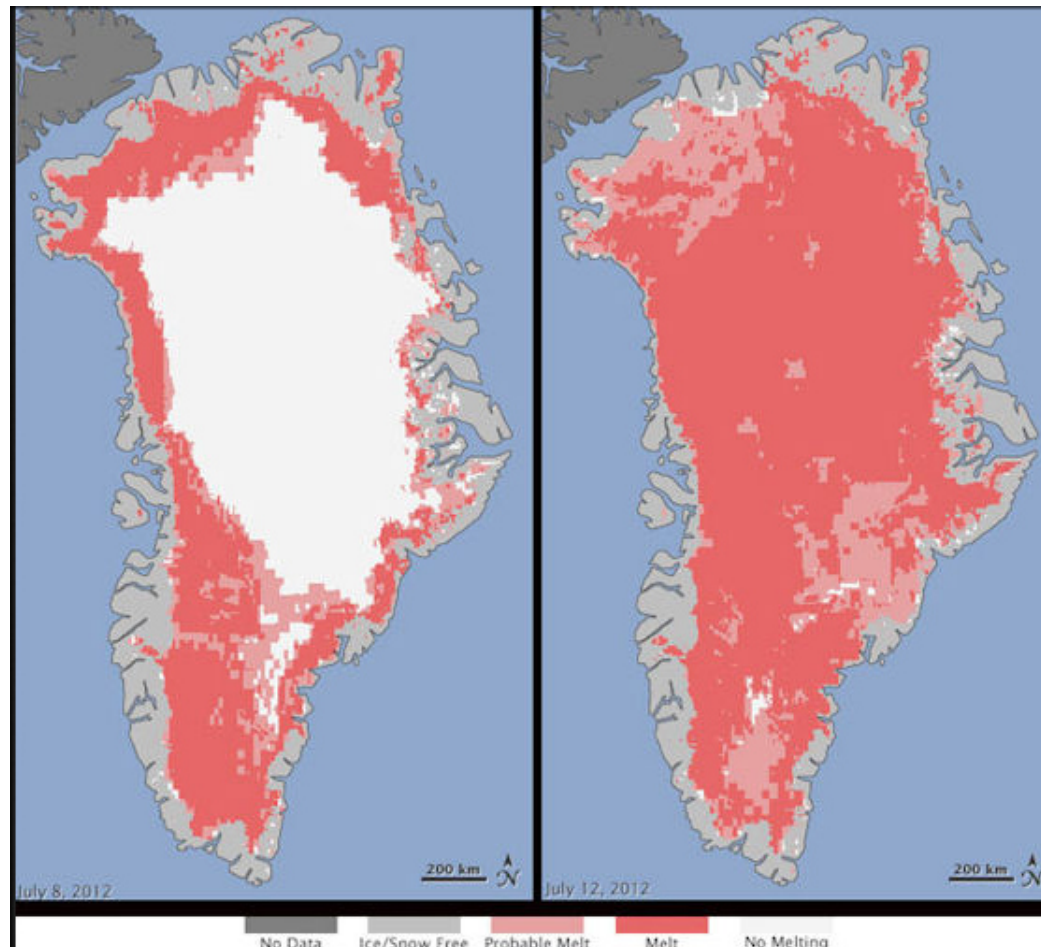 200 km
N
July 8, 2012
200 km
N
July 12, 2012
No Data
Ice/Snow Free
Probable Melt
Melt
No Melting